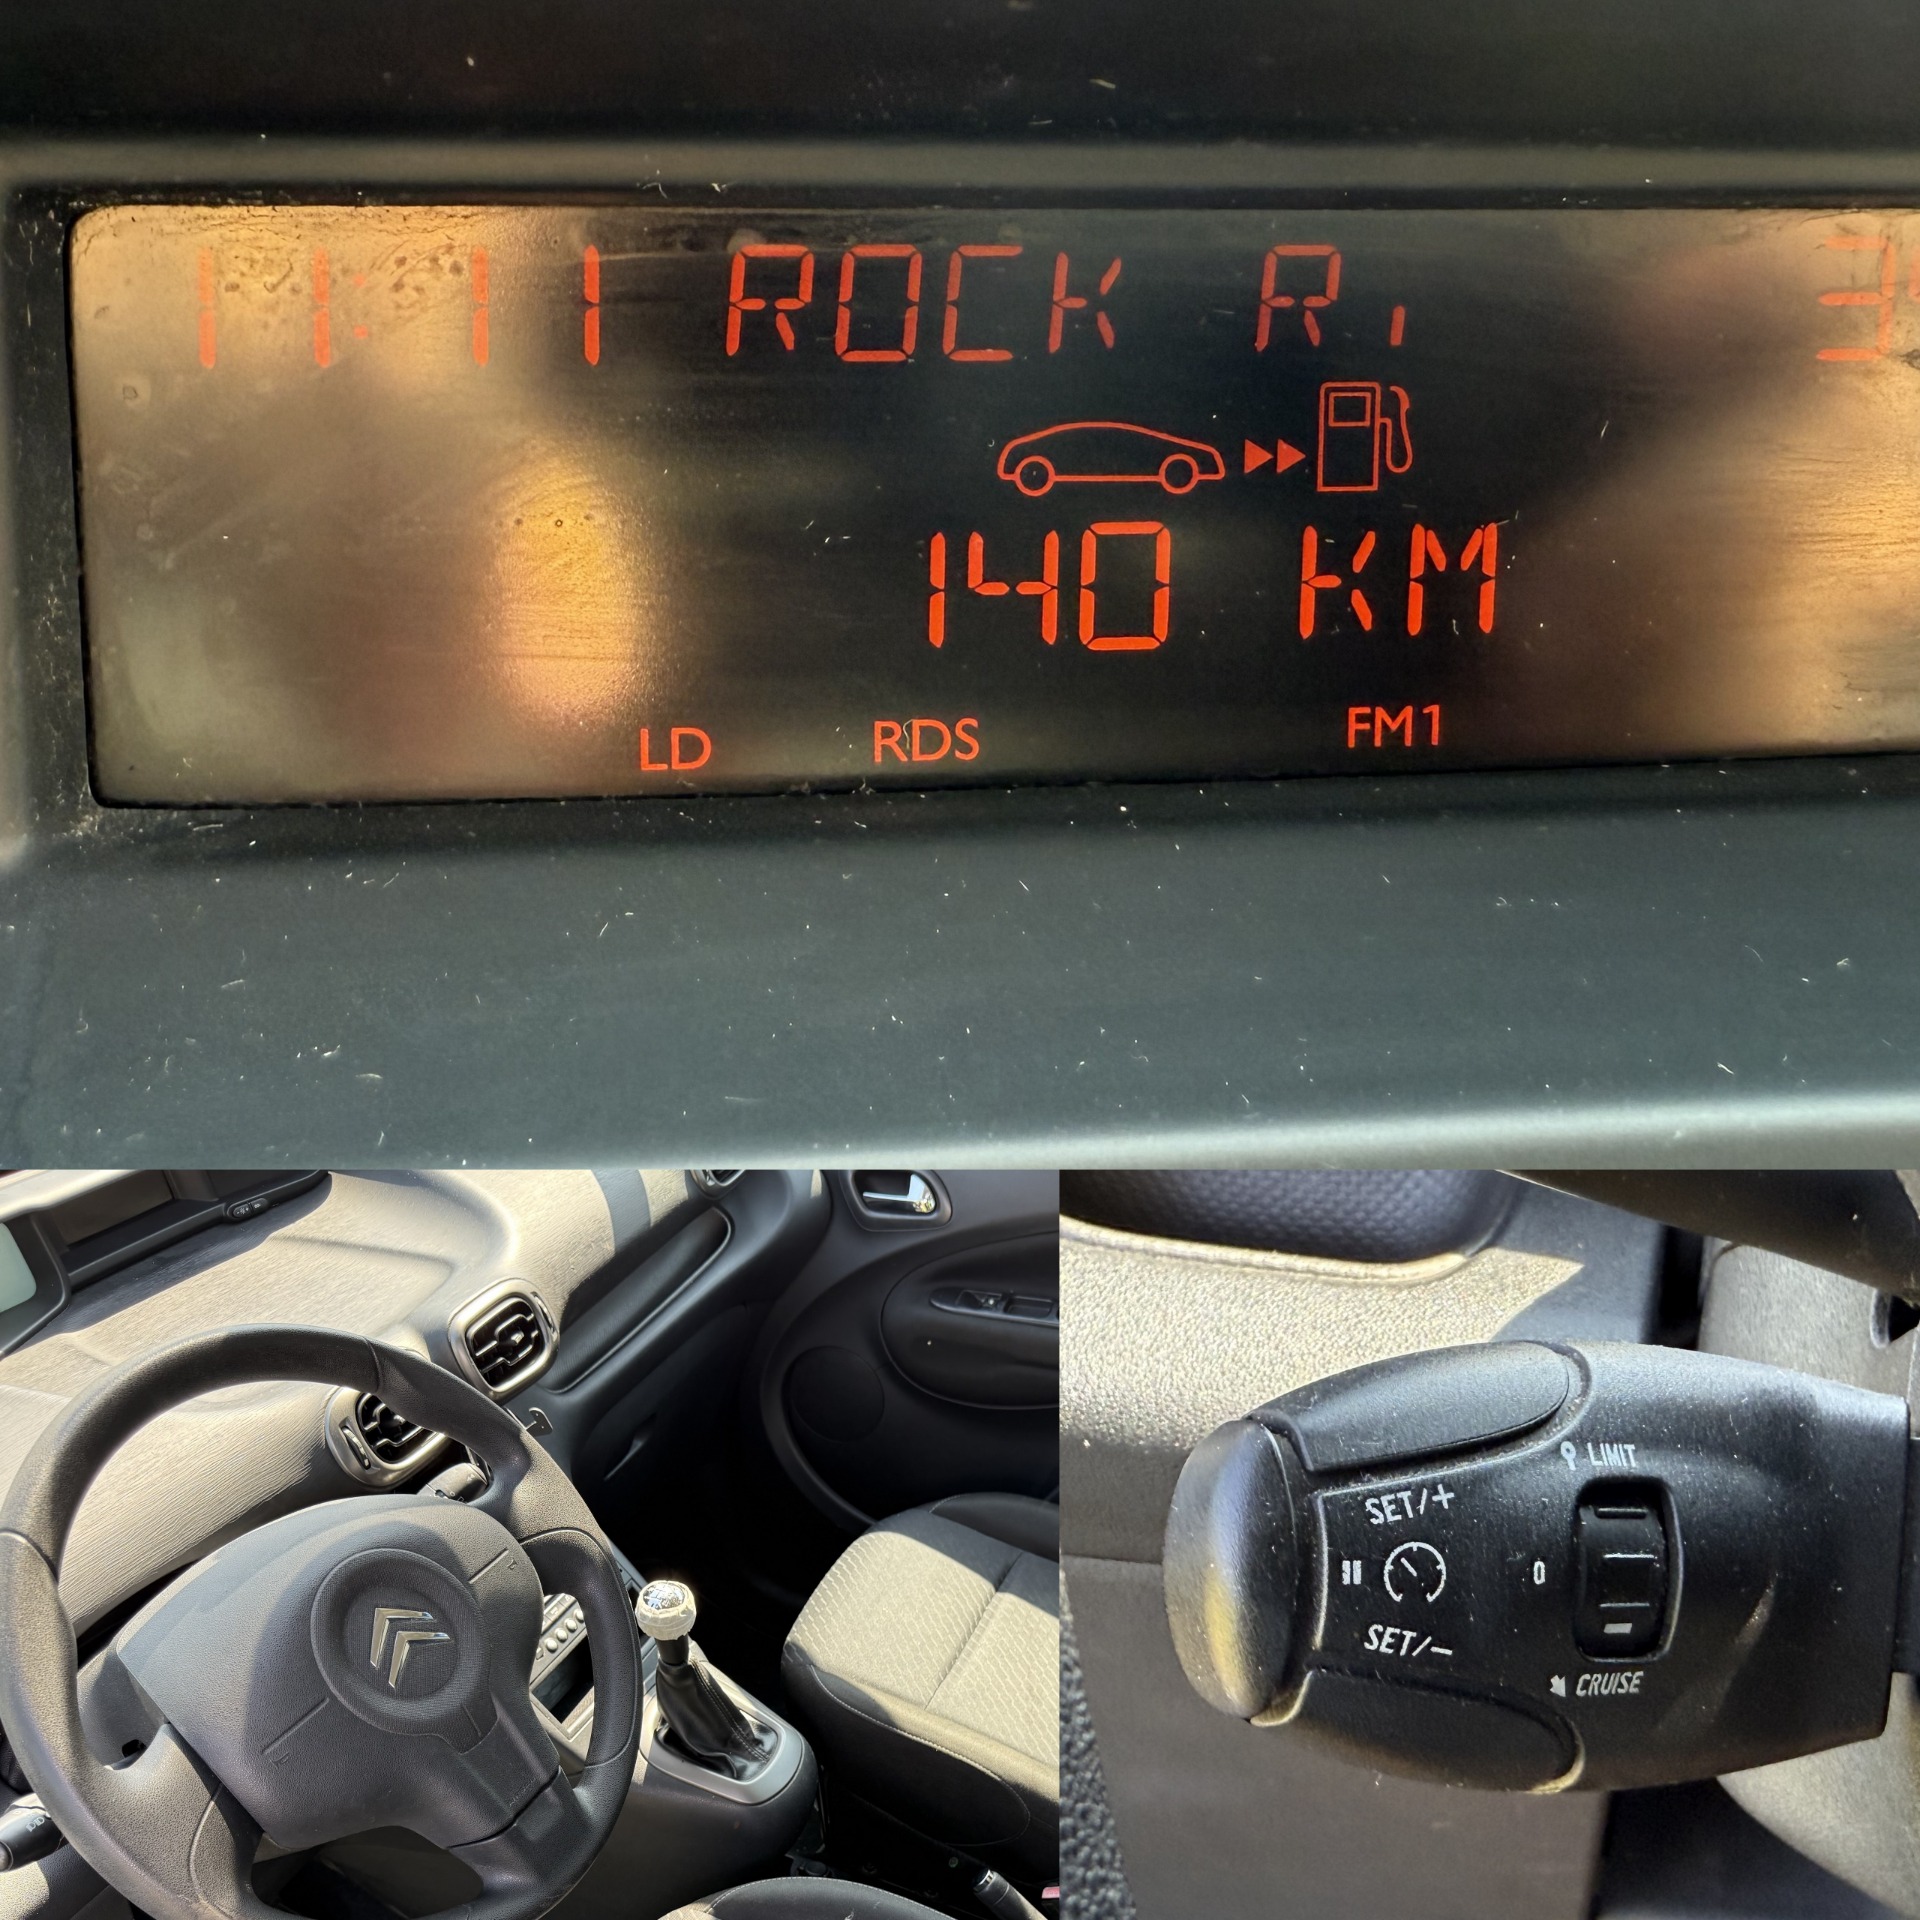 11:11 ROCK R
140 KM
LD RDS FM1
LIMIT
SET/+
0
SET/-
CRUISE